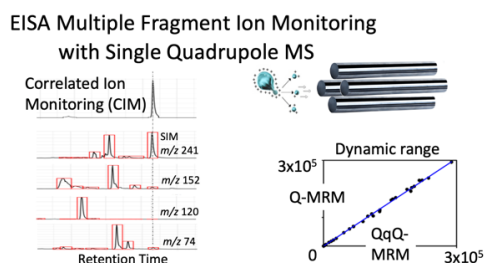 EISA Multiple Fragment Ion Monitoring
with Single Quadrupole MS
Correlated Ion
Monitoring (CIM)
SIM
m/z 241
m/z 152
m/z 120
m/z 74
Retention Time
Dynamic range
3x10⁵
Q-MRM
QqQ-
MRM
0
3x10⁵